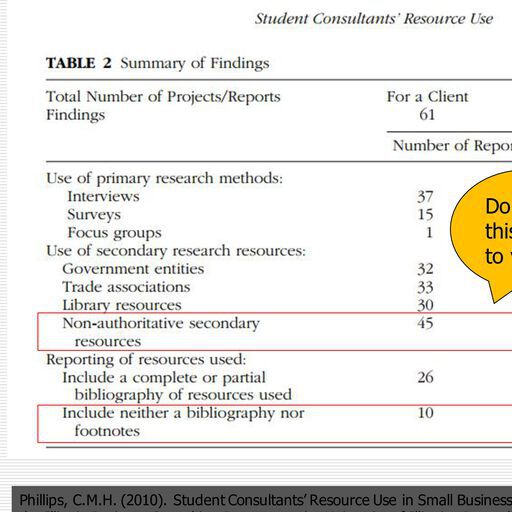 Student Consultants' Resource Use
TABLE 2 Summary of Findings
Total Number of Projects/Reports For a Client
Findings 61
Number of Repor
Use of primary research methods:
Interviews 37
Surveys 15
Focus groups 1
Use of secondary research resources:
Government entities 32
Trade associations 33
Library resources 30
Non-authoritative secondary 45
resources
Reporting of resources used:
Include a complete or partial 26
bibliography of resources used
Include neither a bibliography nor 10
footnotes
Do
this
to
Phillips, C.M.H. (2010). Student Consultants' Resource Use in Small Business